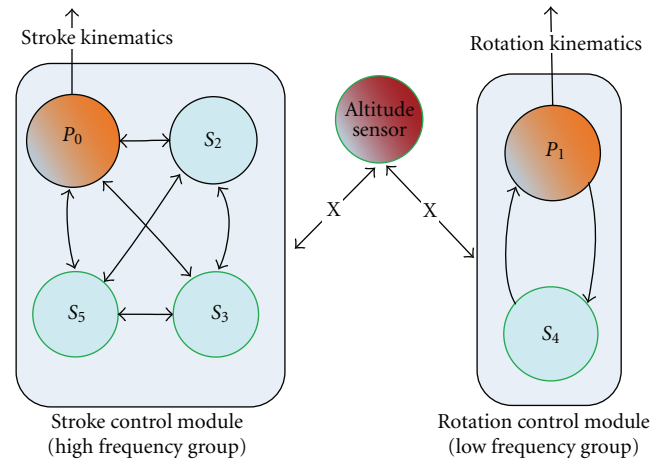 Stroke kinematics
Rotation kinematics
P0
S2
Altitude
sensor
P1
X
X
S5
S3
S4
Stroke control module
(high frequency group)
Rotation control module
(low frequency group)